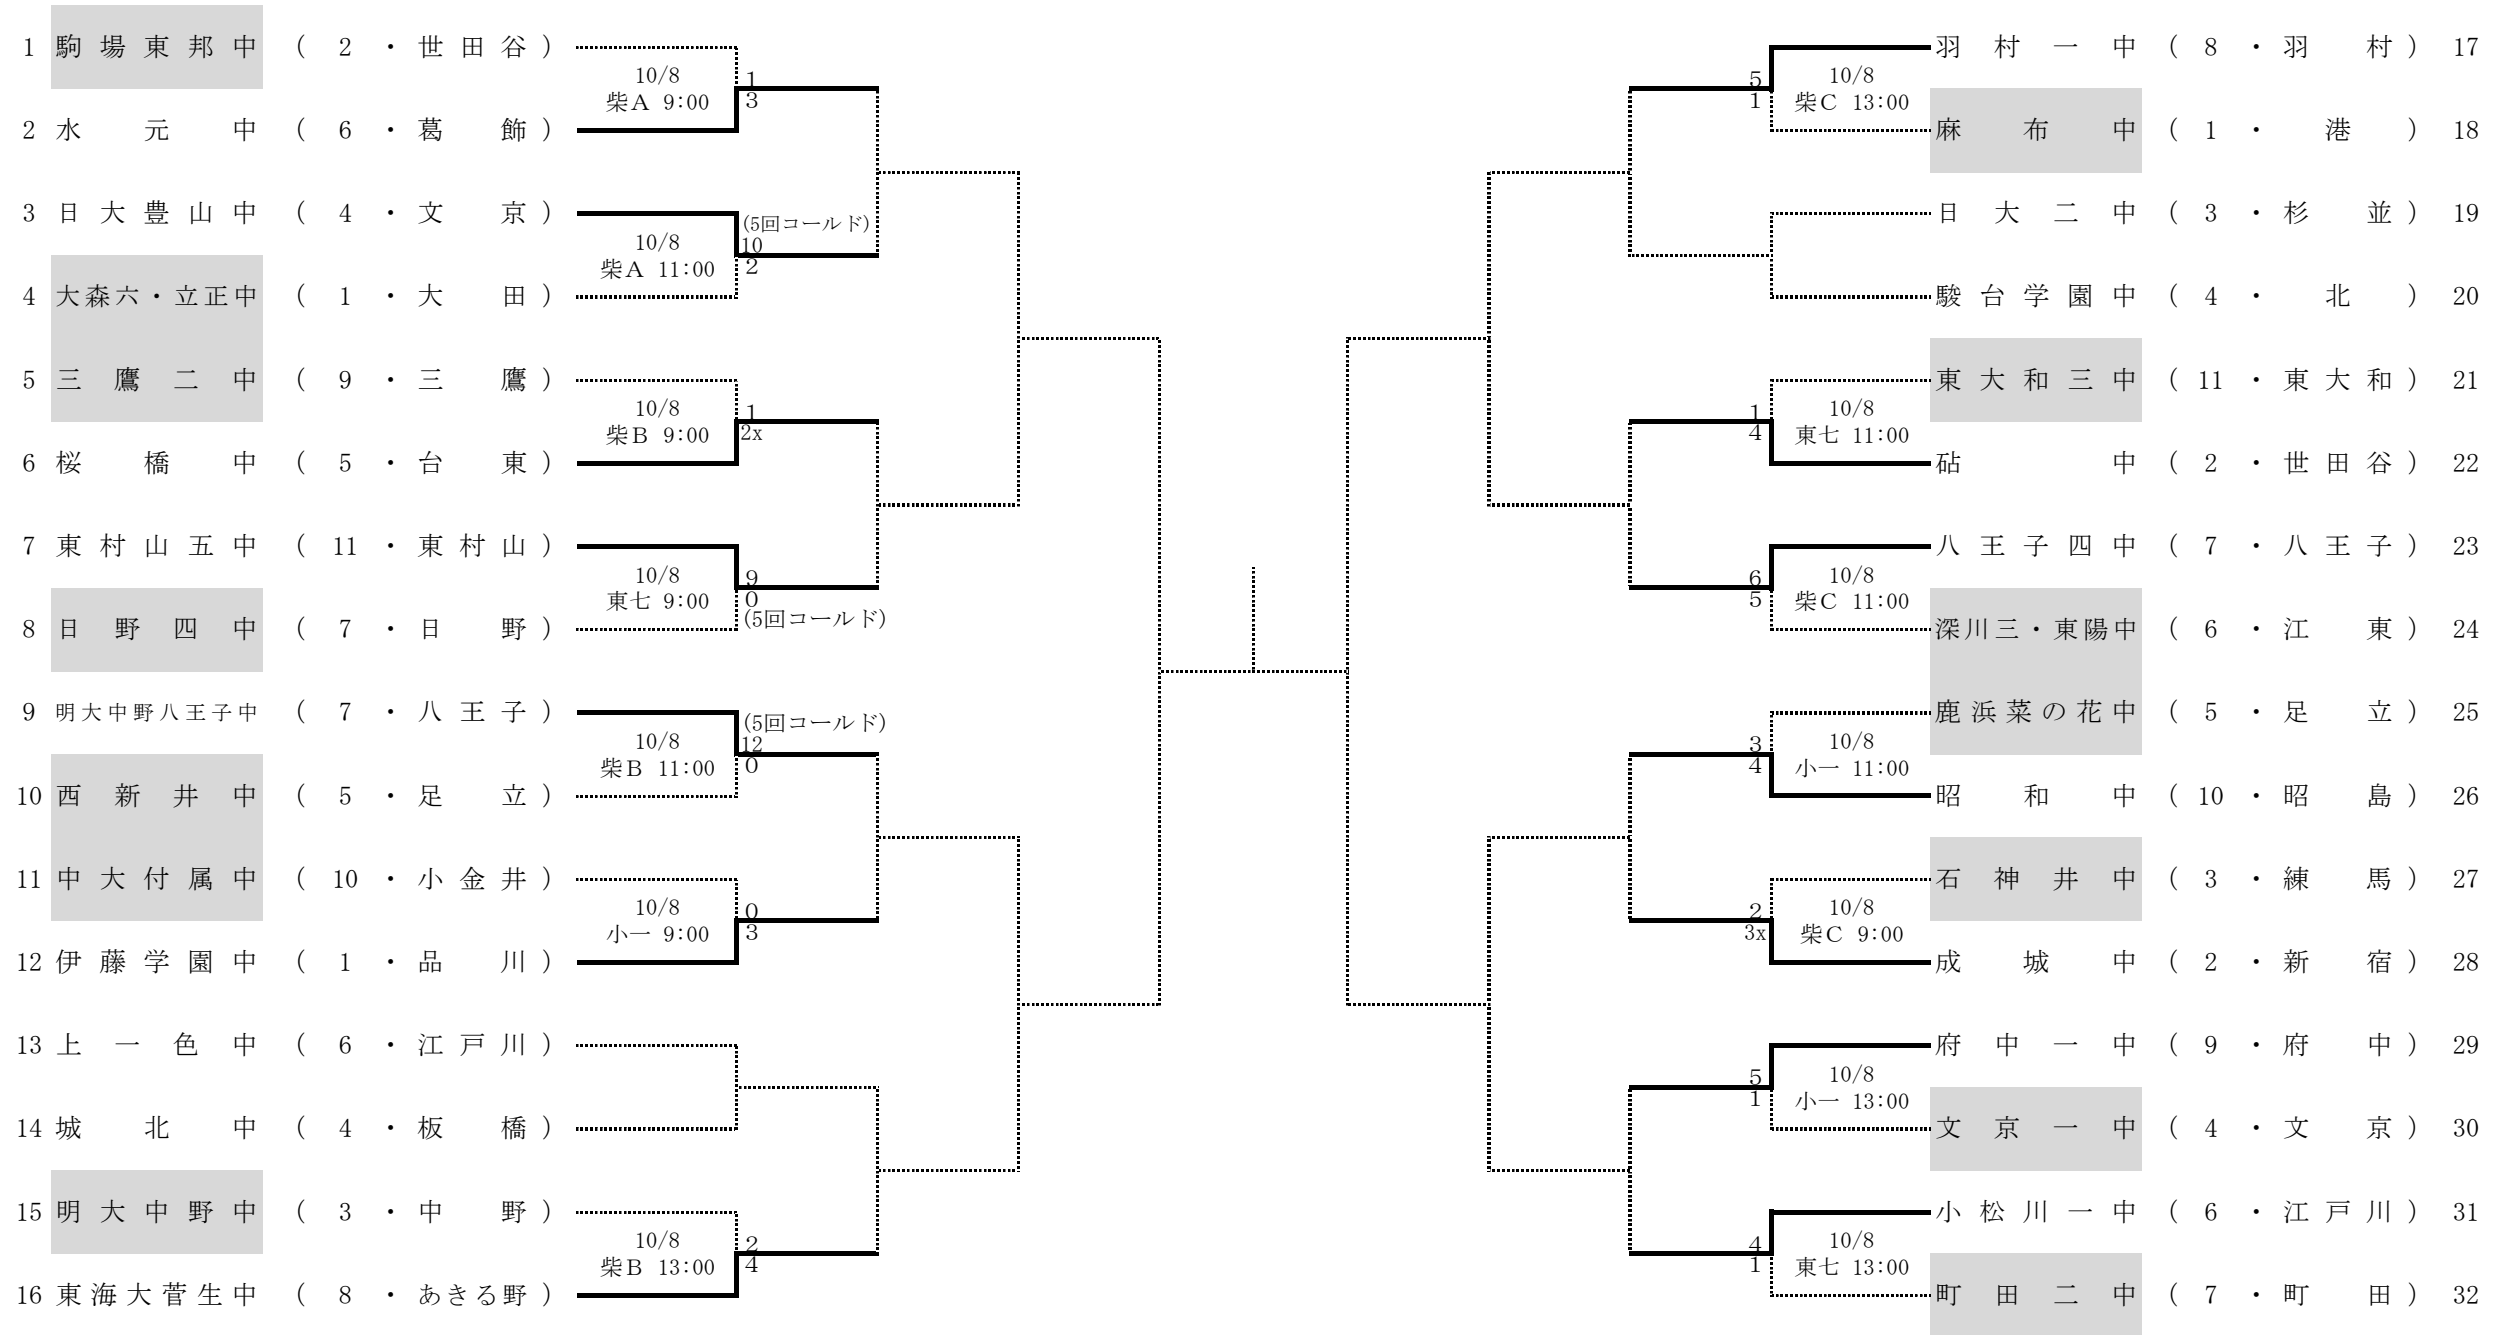 1 駒場東邦中 ( 2 ・ 世田谷 )
10/8
柴A 9:00
1
3
2 水元中 ( 6 ・ 葛飾 )
3 日大豊山中 ( 4 ・ 文京 )
(5回コールド)
10/8
柴A 11:00
10
2
4 大森六・立正中 ( 1 ・ 大田 )
5 三鷹二中 ( 9 ・ 三鷹 )
10/8
柴B 9:00
1
2x
6 桜橋中 ( 5 ・ 台東 )
7 東村山五中 ( 11 ・ 東村山 )
10/8
東七 9:00
9
0
(5回コールド)
8 日野四中 ( 7 ・ 日野 )
9 明大中野八王子中 ( 7 ・ 八王子 )
(5回コールド)
10/8
柴B 11:00
12
0
10 西新井中 ( 5 ・ 足立 )
11 中大付属中 ( 10 ・ 小金井 )
10/8
小一 9:00
0
3
12 伊藤学園中 ( 1 ・ 品川 )
13 上一色中 ( 6 ・ 江戸川 )
14 城北中 ( 4 ・ 板橋 )
15 明大中野中 ( 3 ・ 中野 )
10/8
柴B 13:00
2
4
16 東海大菅生中 ( 8 ・ あきる野 )
羽村一中 ( 8 ・ 羽村 ) 17
5
1
10/8
柴C 13:00
麻布中 ( 1 ・ 港 ) 18
日大二中 ( 3 ・ 杉並 ) 19
駿台学園中 ( 4 ・ 北 ) 20
東大和三中 ( 11 ・ 東大和 ) 21
1
4
10/8
東七 11:00
砧中 ( 2 ・ 世田谷 ) 22
八王子四中 ( 7 ・ 八王子 ) 23
6
5
10/8
柴C 11:00
深川三・東陽中 ( 6 ・ 江東 ) 24
鹿浜菜の花中 ( 5 ・ 足立 ) 25
3
4
10/8
小一 11:00
昭和中 ( 10 ・ 昭島 ) 26
石神井中 ( 3 ・ 練馬 ) 27
2
3x
10/8
柴C 9:00
成城中 ( 2 ・ 新宿 ) 28
府中一中 ( 9 ・ 府中 ) 29
5
1
10/8
小一 13:00
文京一中 ( 4 ・ 文京 ) 30
小松川一中 ( 6 ・ 江戸川 ) 31
4
1
10/8
東七 13:00
町田二中 ( 7 ・ 町田 ) 32